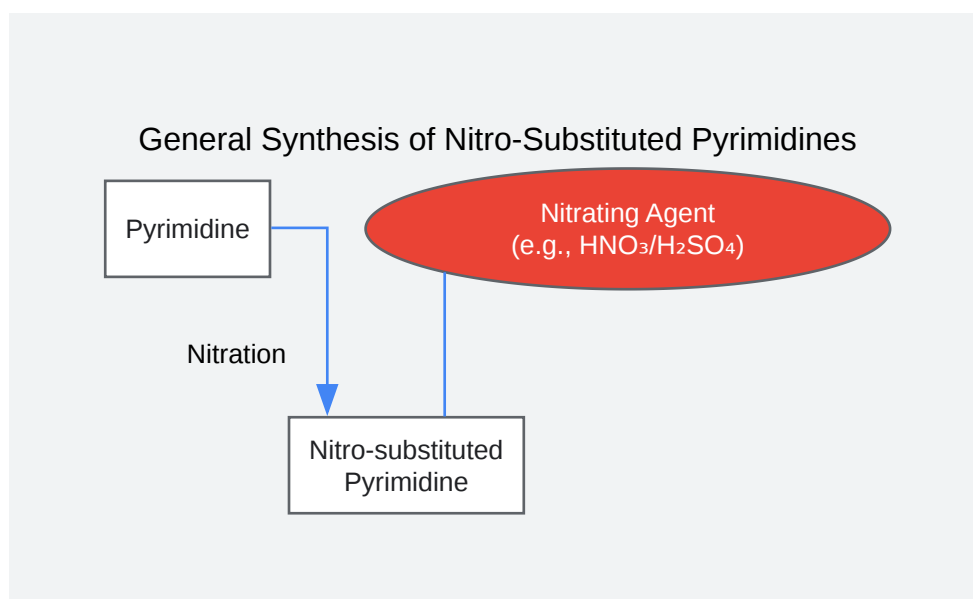 General Synthesis of Nitro-Substituted Pyrimidines
Pyrimidine
Nitrating Agent
(e.g., HNO₃/H₂SO₄)
Nitration
Nitro-substituted
Pyrimidine